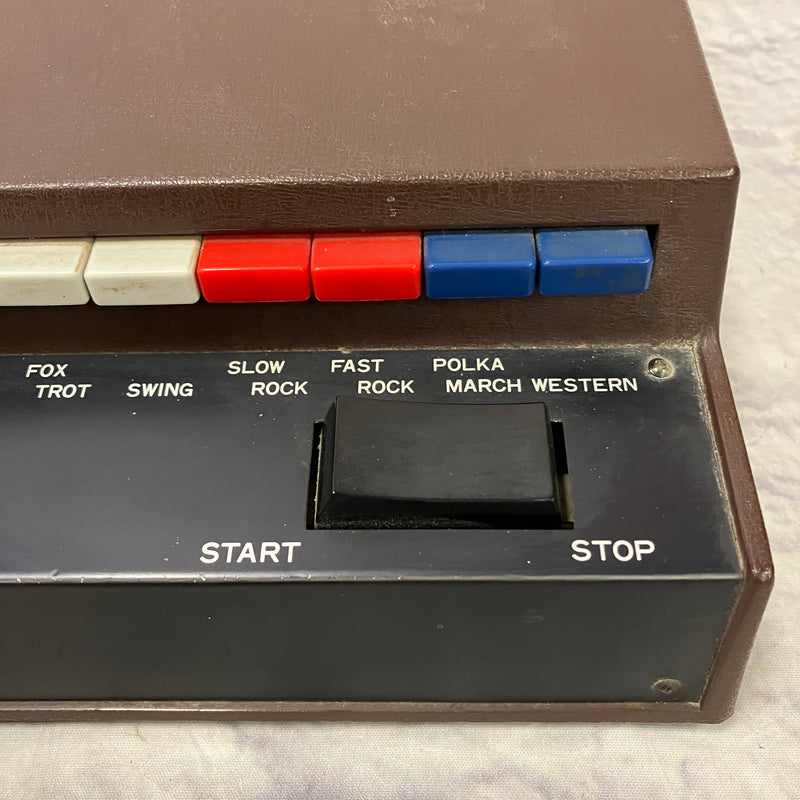 FOX
TROT
SWING
SLOW
ROCK
FAST
ROCK
POLKA
MARCH
WESTERN
START
STOP